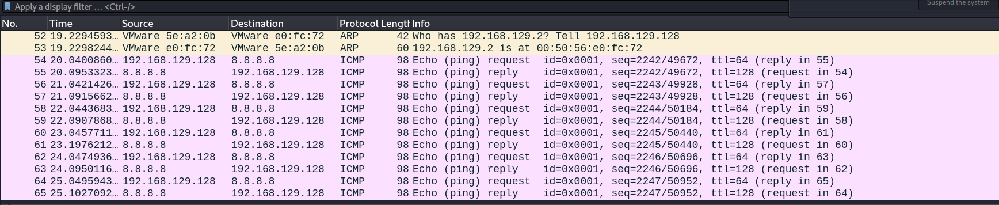 Suspend the system
Apply a display filter … <Ctrl-/>
No. Time Source Destination Protocol Length Info
52 19.2294593… VMware_5e:a2:0b VMware_e0:fc:72 ARP 42 Who has 192.168.129.2? Tell 192.168.129.128
53 19.2298244… VMware_e0:fc:72 VMware_5e:a2:0b ARP 60 192.168.129.2 is at 00:50:56:e0:fc:72
54 20.0400860… 192.168.129.128 8.8.8.8 ICMP 98 Echo (ping) request id=0x0001, seq=2242/49672, ttl=64 (reply in 55)
55 20.0953323… 8.8.8.8 192.168.129.128 ICMP 98 Echo (ping) reply id=0x0001, seq=2242/49672, ttl=128 (request in 54)
56 21.0421426… 192.168.129.128 8.8.8.8 ICMP 98 Echo (ping) request id=0x0001, seq=2243/49928, ttl=64 (reply in 57)
57 21.0915662… 8.8.8.8 192.168.129.128 ICMP 98 Echo (ping) reply id=0x0001, seq=2243/49928, ttl=128 (request in 56)
58 22.0443683… 192.168.129.128 8.8.8.8 ICMP 98 Echo (ping) request id=0x0001, seq=2244/50184, ttl=64 (reply in 59)
59 22.0907868… 8.8.8.8 192.168.129.128 ICMP 98 Echo (ping) reply id=0x0001, seq=2244/50184, ttl=128 (request in 58)
60 23.0457711… 192.168.129.128 8.8.8.8 ICMP 98 Echo (ping) request id=0x0001, seq=2245/50440, ttl=64 (reply in 61)
61 23.1976212… 8.8.8.8 192.168.129.128 ICMP 98 Echo (ping) reply id=0x0001, seq=2245/50440, ttl=128 (request in 60)
62 24.0474936… 192.168.129.128 8.8.8.8 ICMP 98 Echo (ping) request id=0x0001, seq=2246/50696, ttl=64 (reply in 63)
63 24.0950116… 8.8.8.8 192.168.129.128 ICMP 98 Echo (ping) reply id=0x0001, seq=2246/50696, ttl=128 (request in 62)
64 25.0495943… 192.168.129.128 8.8.8.8 ICMP 98 Echo (ping) request id=0x0001, seq=2247/50952, ttl=64 (reply in 65)
65 25.1027092… 8.8.8.8 192.168.129.128 ICMP 98 Echo (ping) reply id=0x0001, seq=2247/50952, ttl=128 (request in 64)